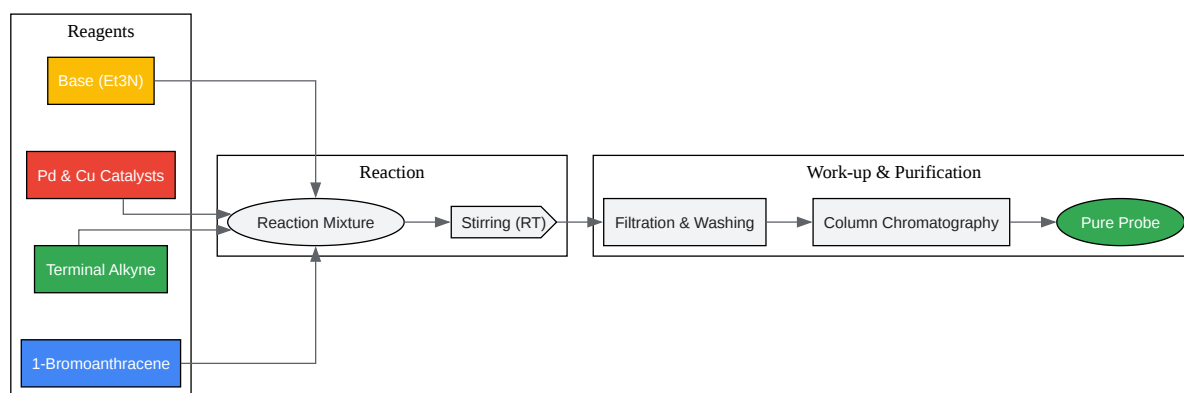 Reagents
Base (Et3N)
Pd & Cu Catalysts
Terminal Alkyne
1-Bromoanthracene
Reaction
Reaction Mixture
Stirring (RT)
Work-up & Purification
Filtration & Washing
Column Chromatography
Pure Probe